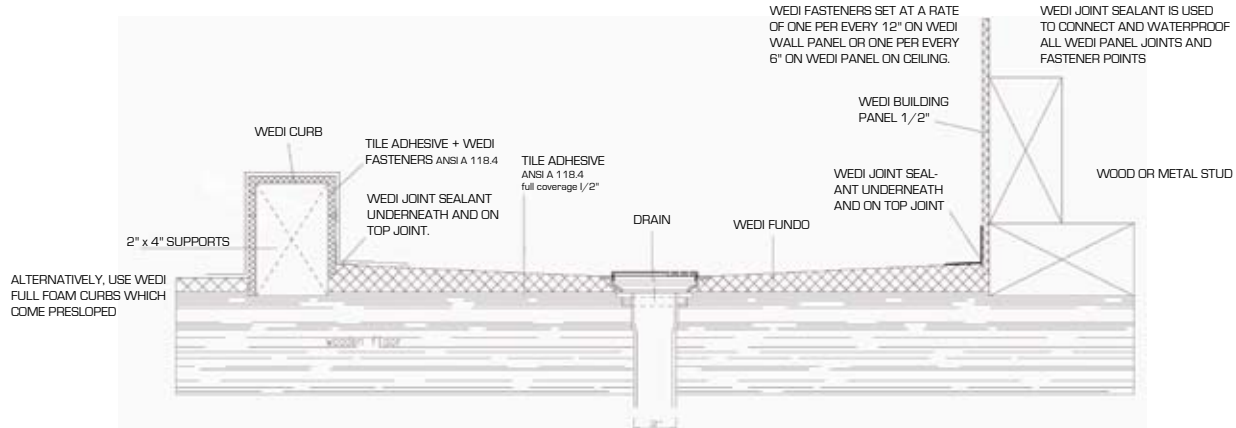 WEDI FASTENERS SET AT A RATE
OF ONE PER EVERY 12" ON WEDI
WALL PANEL OR ONE PER EVERY
6" ON WEDI PANEL ON CEILING.
WEDI JOINT SEALANT IS USED
TO CONNECT AND WATERPROOF
ALL WEDI PANEL JOINTS AND
FASTENER POINTS
WEDI BUILDING
PANEL 1/2"
WEDI CURB
TILE ADHESIVE + WEDI
FASTENERS ANSI A 118.4
TILE ADHESIVE
ANSI A 118.4
full coverage 1/2"
WEDI JOINT SEAL-
ANT UNDERNEATH
AND ON TOP JOINT
WOOD OR METAL STUD
WEDI JOINT SEALANT
UNDERNEATH AND ON
TOP JOINT.
DRAIN
WEDI FUNDO
2" x 4" SUPPORTS
ALTERNATIVELY, USE WEDI
FULL FOAM CURBS WHICH
COME PRESLOPED
wooden floor